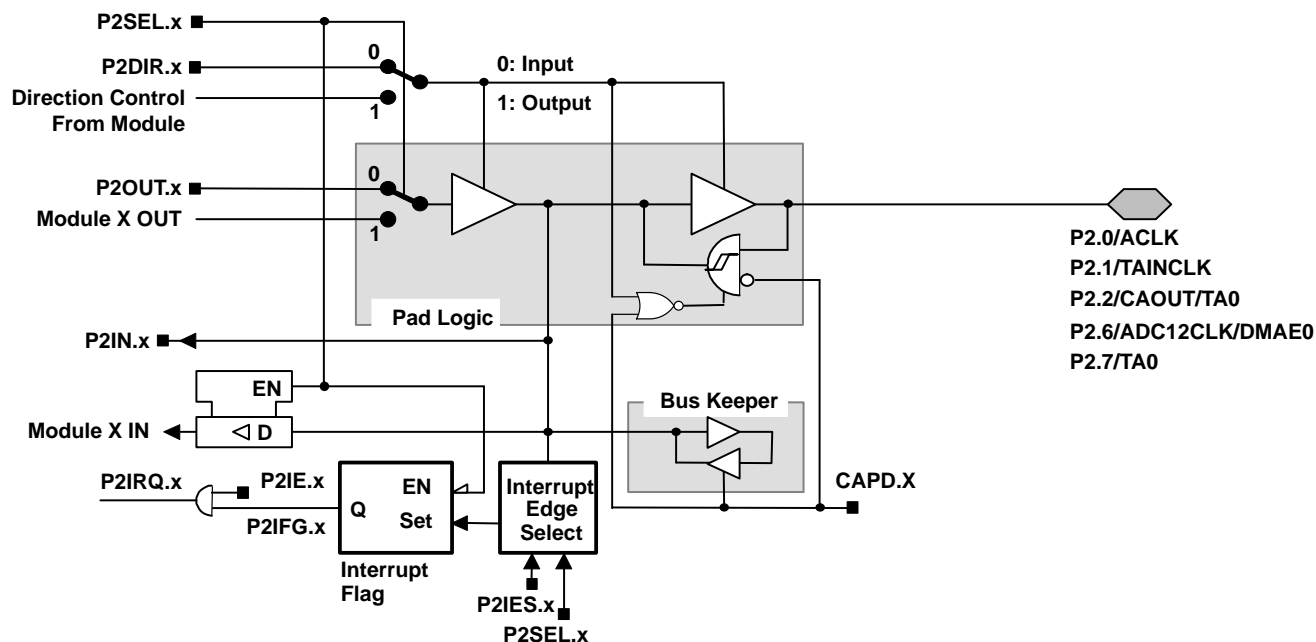 P2SEL.x
P2DIR.x
0
0: Input
Direction Control
From Module
1
1: Output
P2OUT.x
0
Module X OUT
1
P2.0/ACLK
P2.1/TAINCLK
P2.2/CAOUT/TA0
P2.6/ADC12CLK/DMAE0
P2.7/TA0
Pad Logic
P2IN.x
EN
Module X IN
D
Bus Keeper
P2IRQ.x
P2IE.x
P2IFG.x
Q
EN
Set
Interrupt
Edge
Select
CAPD.X
Interrupt
Flag
P2IES.x
P2SEL.x